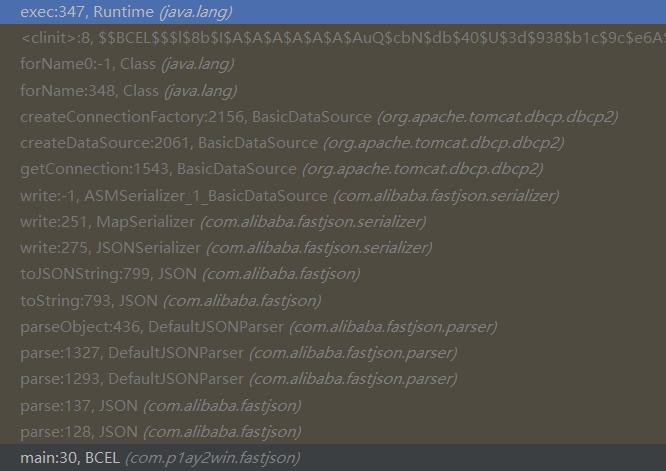 exec:347, Runtime (java.lang)
<clinit>:8, $$BCEL$$$l$8b$I$A$A$A$A$A$A$AuQ$cbN$db$40$U$3d$938$b1c$9c$e6A$
forName0:-1, Class (java.lang)
forName:348, Class (java.lang)
createConnectionFactory:2156, BasicDataSource (org.apache.tomcat.dbcp.dbcp2)
createDataSource:2061, BasicDataSource (org.apache.tomcat.dbcp.dbcp2)
getConnection:1543, BasicDataSource (org.apache.tomcat.dbcp.dbcp2)
write:-1, ASMSerializer_1_BasicDataSource (com.alibaba.fastjson.serializer)
write:251, MapSerializer (com.alibaba.fastjson.serializer)
write:275, JSONSerializer (com.alibaba.fastjson.serializer)
toJSONString:799, JSON (com.alibaba.fastjson)
toString:793, JSON (com.alibaba.fastjson)
parseObject:436, DefaultJSONParser (com.alibaba.fastjson.parser)
parse:1327, DefaultJSONParser (com.alibaba.fastjson.parser)
parse:1293, DefaultJSONParser (com.alibaba.fastjson.parser)
parse:137, JSON (com.alibaba.fastjson)
parse:128, JSON (com.alibaba.fastjson)
main:30, BCEL (com.p1ay2win.fastjson)